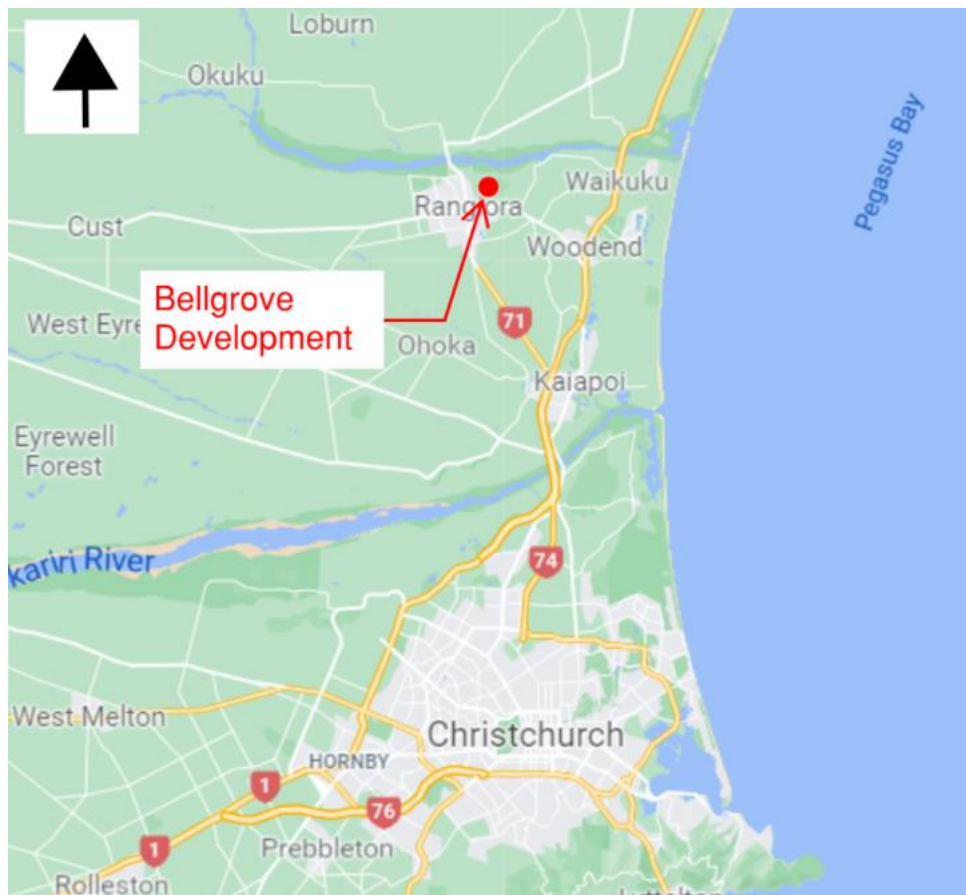 Loburn
Okuku
Pegasus Bay
Waikuku
Rangiora
Cust
Woodend
Bellgrove
Development
71
West Eyre
Ohoka
Kaiapoi
Eyrewell
Forest
kariri River
74
West Melton
Christchurch
HORNBY
1
76
1
Prebbleton
Rolleston